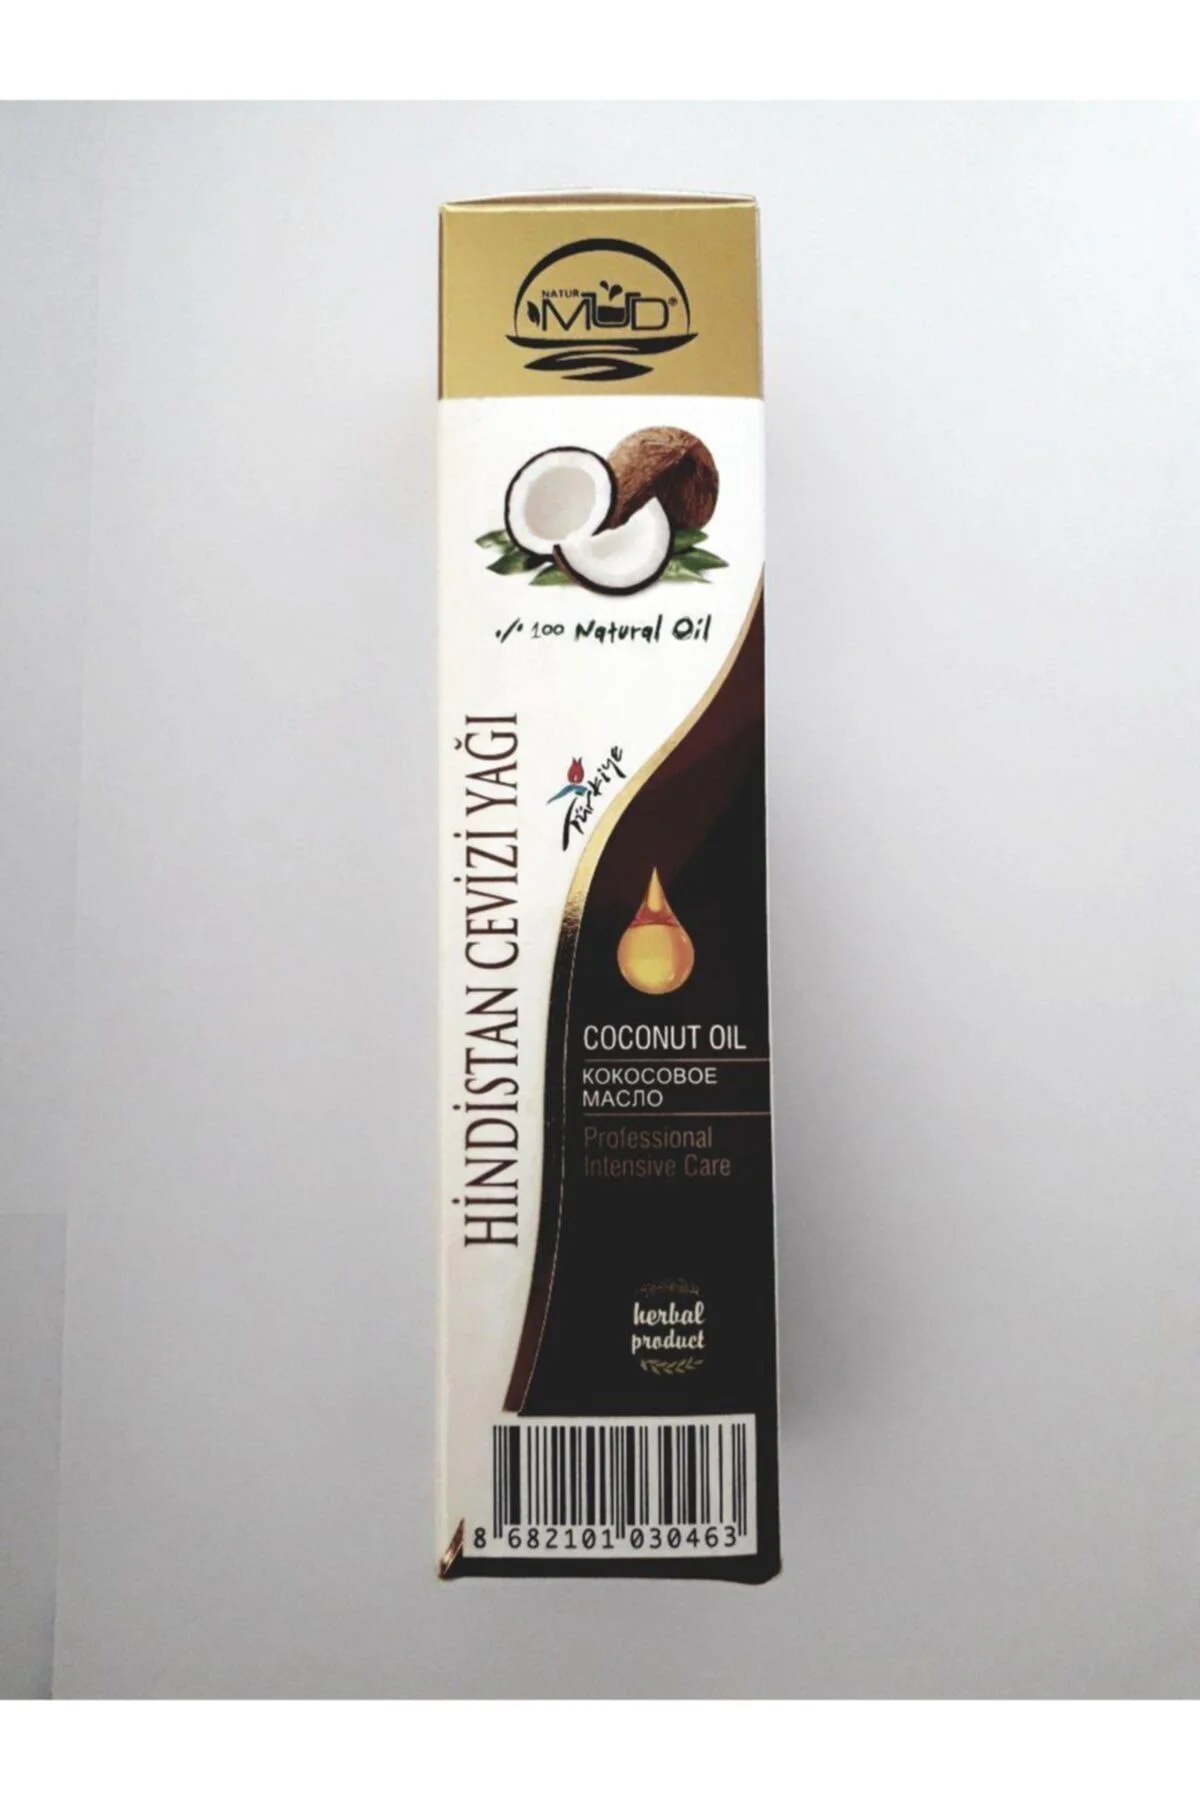 NATUR
MUD®
./. 100 Natural Oil
HİNDİSTAN CEVİZİ YAĞI
Türkiye
COCONUT OIL
КОКОСОВОЕ
МАСЛО
Professional
Intensive Care
herbal
product
8 682101 030463